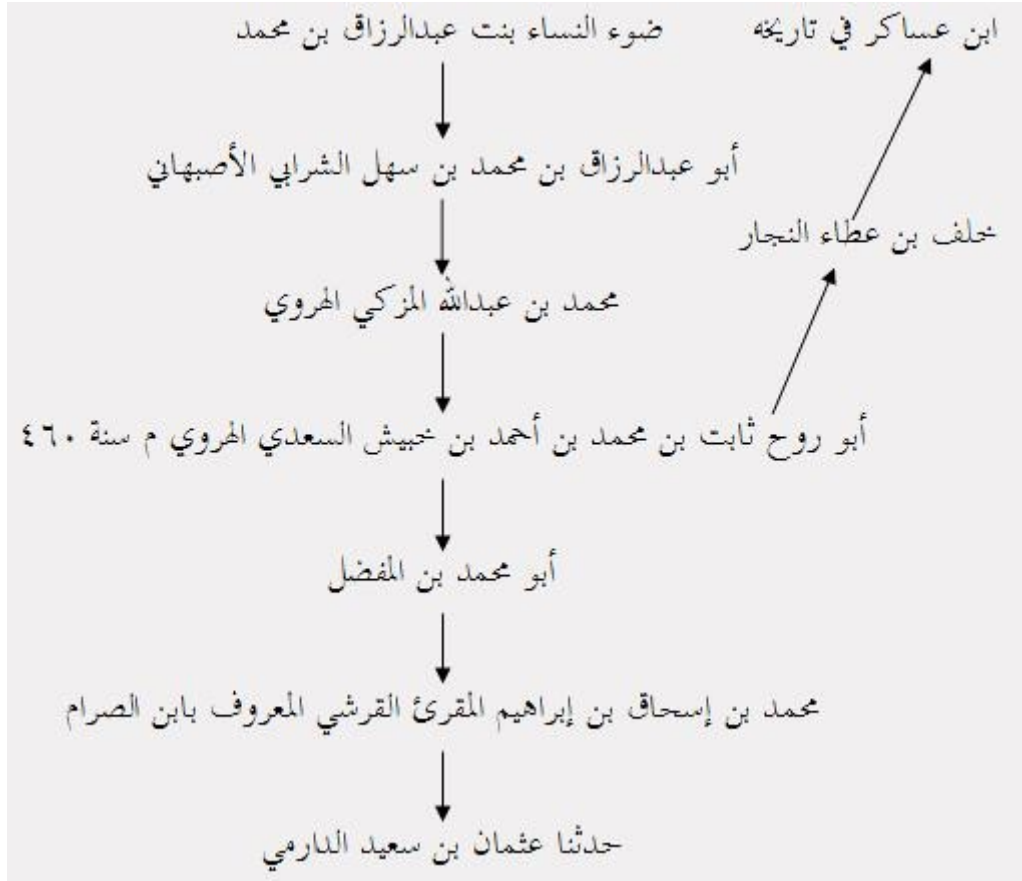 ابن عساكر في تاريخه
ضوء النساء بنت عبدالرزاق بن محمد
أبو عبدالرزاق بن محمد بن سهل الشرابي الأصبهاني
خلف بن عطاء النجار
محمد بن عبدالله المزكي الهروي
أبو روح ثابت بن محمد بن أحمد بن خبيش السعدي الهروي م سنة ٤٦٠
أبو محمد بن المفضل
محمد بن إسحاق بن إبراهيم المقرئ القرشي المعروف بابن الصرام
حدثنا عثمان بن سعيد الدارمي